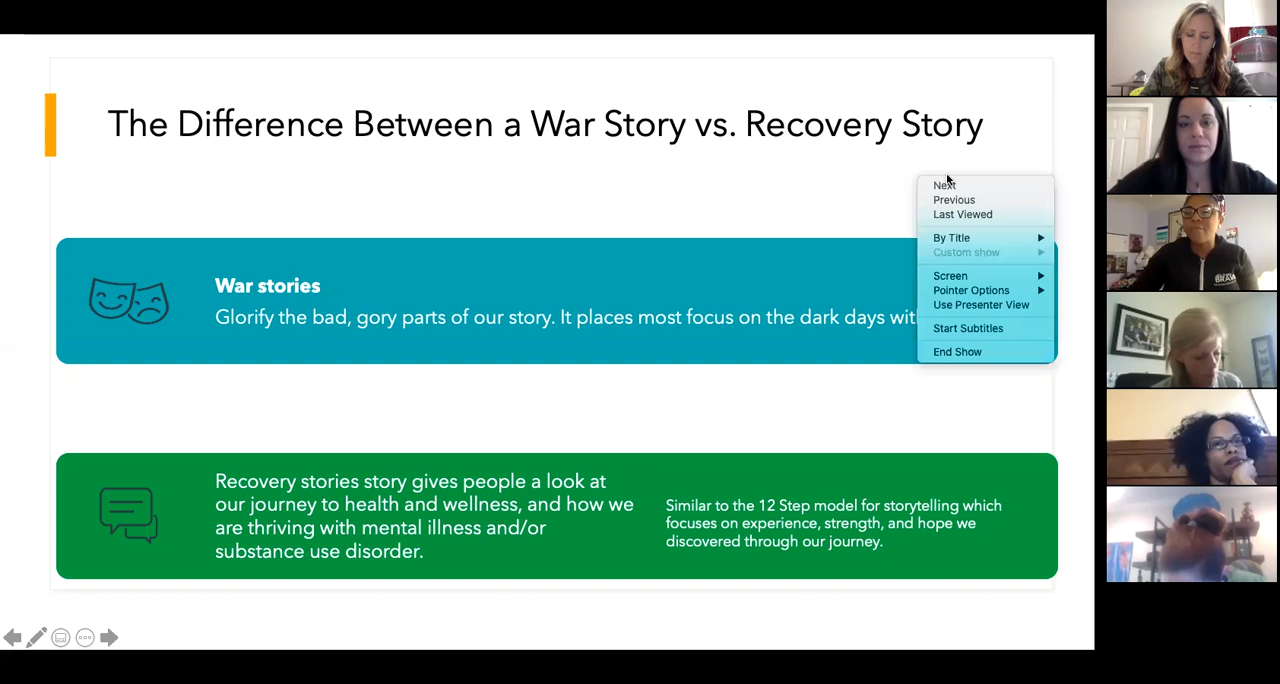 The Difference Between a War Story vs. Recovery Story
Next
Previous
Last Viewed
By Title
Custom show
Screen
Pointer Options
Use Presenter View
Start Subtitles
End Show
War stories
Glorify the bad, gory parts of our story. It places most focus on the dark days
Recovery stories story gives people a look at
our journey to health and wellness, and how we
are thriving with mental illness and/or
substance use disorder.
Similar to the 12 Step model for storytelling which
focuses on experience, strength, and hope we
discovered through our journey.